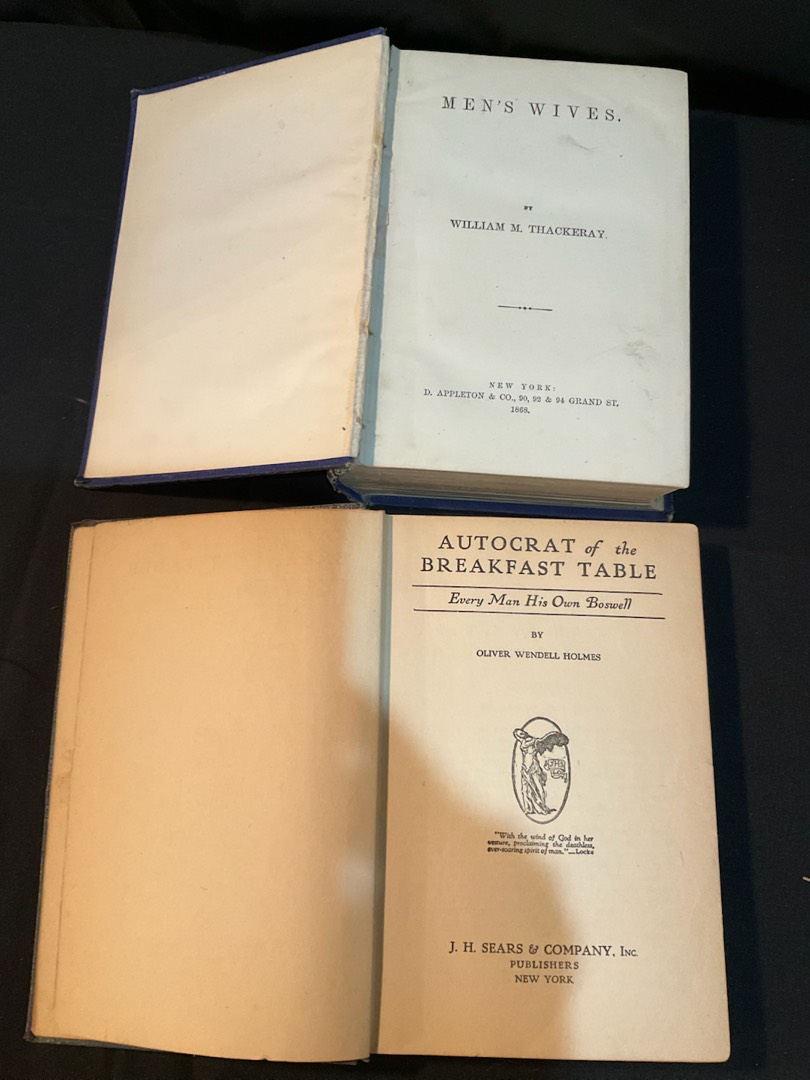 MEN'S WIVES.
BY
WILLIAM M. THACKERAY.
NEW YORK:
D. APPLETON & CO., 90, 92 & 94 GRAND ST.
1868.
AUTOCRAT of the
BREAKFAST TABLE
Every Man His Own Boswell
BY
OLIVER WENDELL HOLMES
"With the wind of God in her
vesture, proclaiming the deathless,
ever-soaring spirit of man."—Locke
J. H. SEARS & COMPANY, INC.
PUBLISHERS
NEW YORK